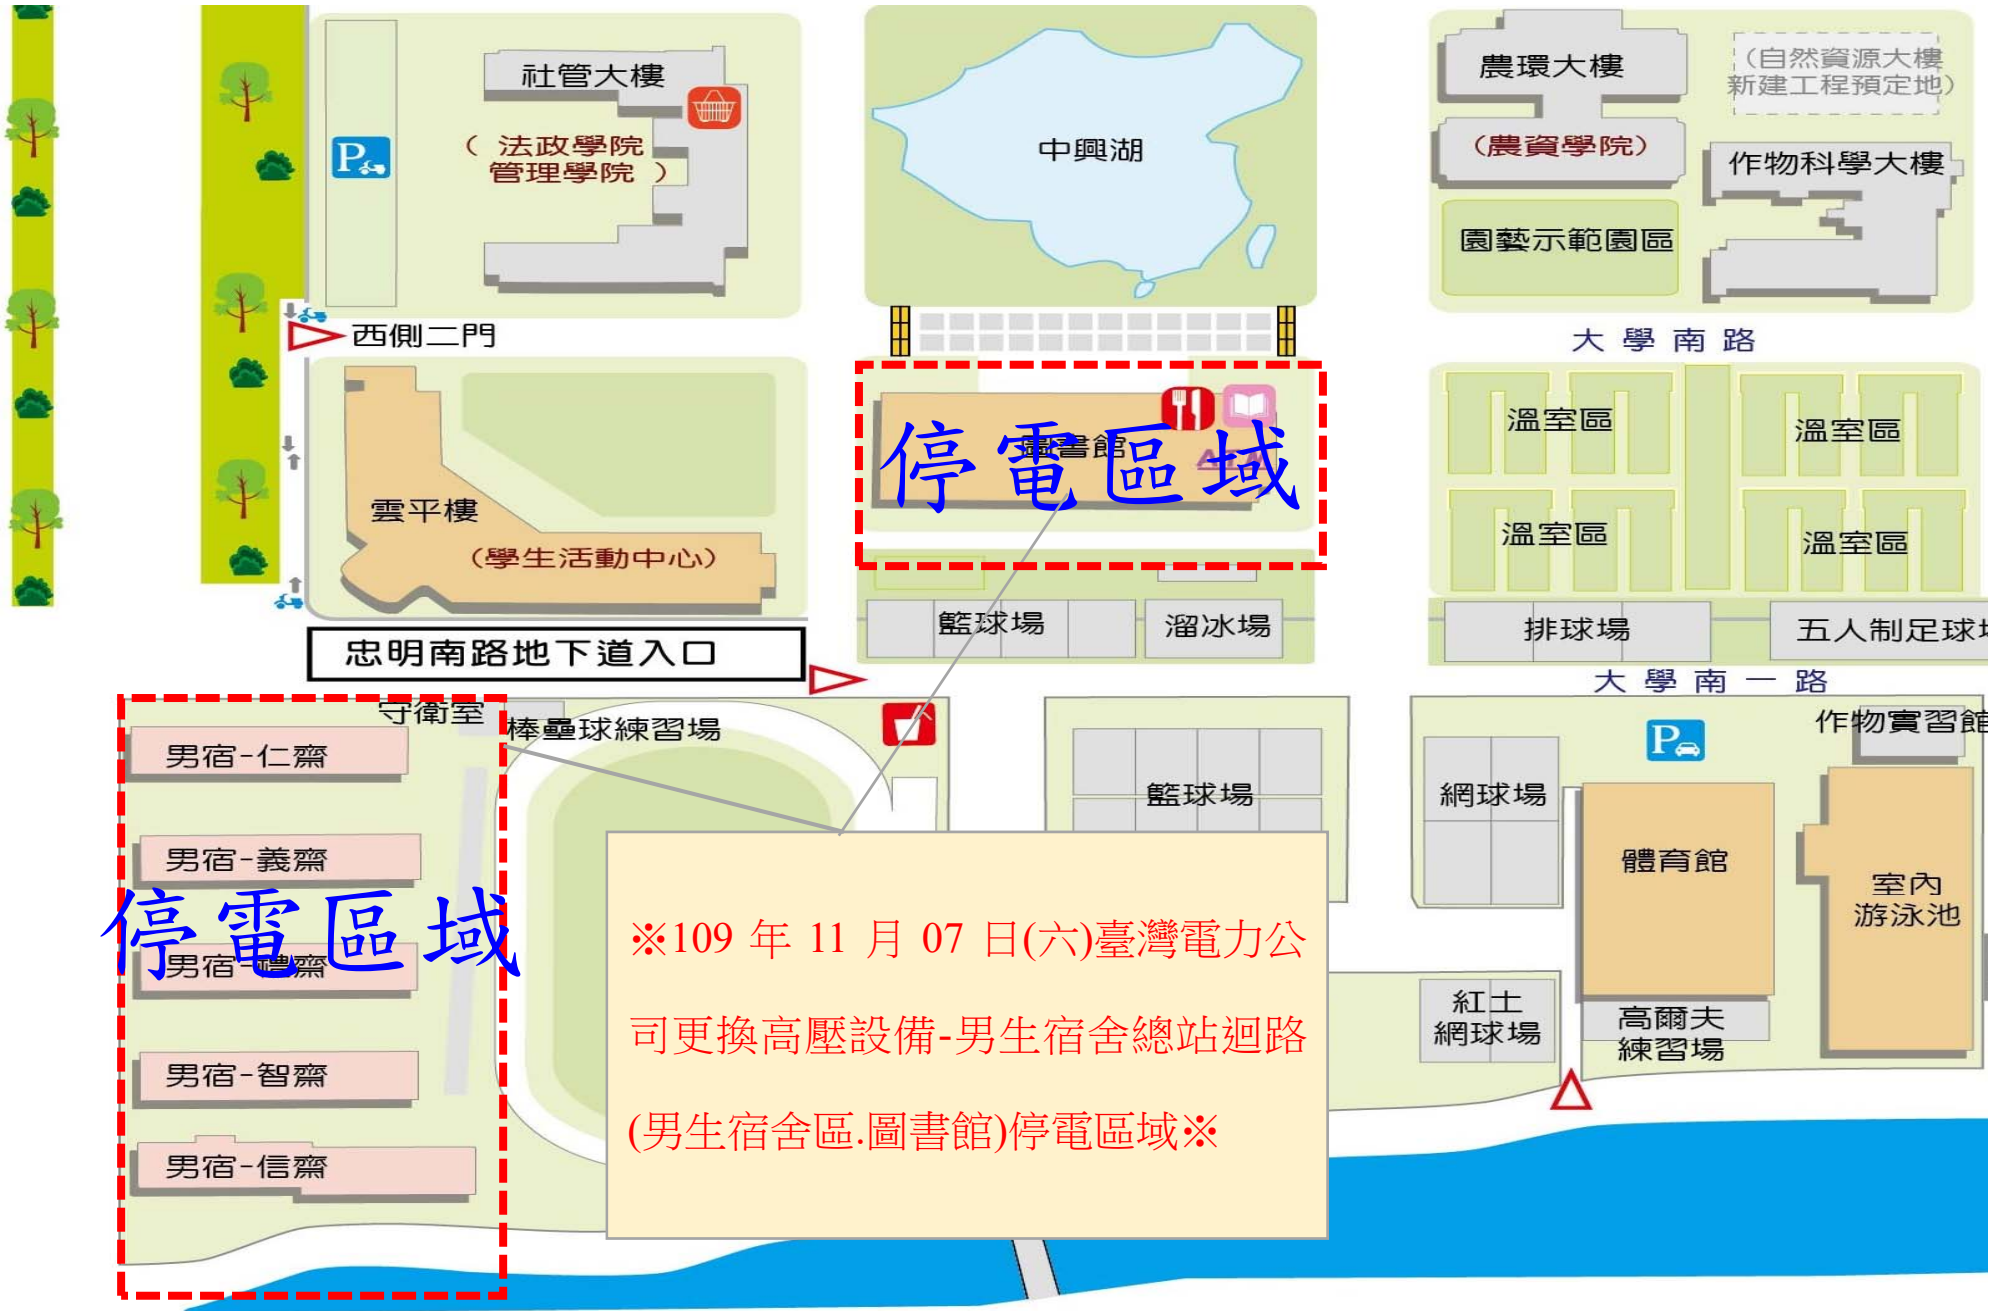 社管大樓
（法政學院
管理學院）
P
西側二門
中興湖
農環大樓
（農資學院）
（自然資源大樓
新建工程預定地）
作物科學大樓
園藝示範園區
大學南路
雲平樓
（學生活動中心）
圖書館
ATM
停電區域
溫室區
溫室區
溫室區
溫室區
籃球場
溜冰場
排球場
五人制足球場
忠明南路地下道入口
大學南一路
守衛室
棒壘球練習場
男宿-仁齋
男宿-義齋
停電區域
男宿-禮齋
男宿-智齋
男宿-信齋
籃球場
網球場
P
作物實習館
體育館
室內
游泳池
紅土
網球場
高爾夫
練習場
※109 年 11 月 07 日(六)臺灣電力公
司更換高壓設備-男生宿舍總站迴路
(男生宿舍區.圖書館)停電區域※